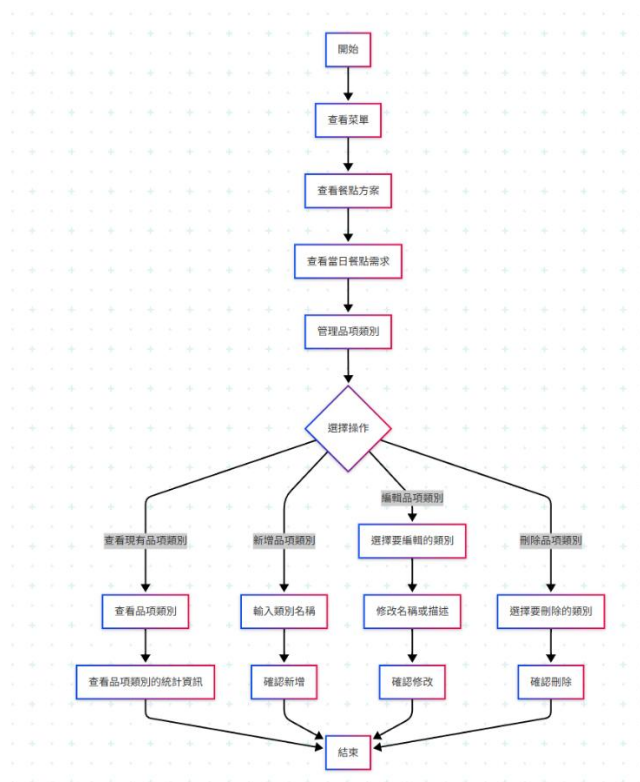 開始
查看菜單
查看餐點方案
查看當日餐點需求
管理品項類別
選擇操作
編輯品項類別
查看現有品項類別
新增品項類別
選擇要編輯的類別
刪除品項類別
查看品項類別
輸入類別名稱
修改名稱或描述
選擇要刪除的類別
查看品項類別的統計資訊
確認新增
確認修改
確認刪除
結束